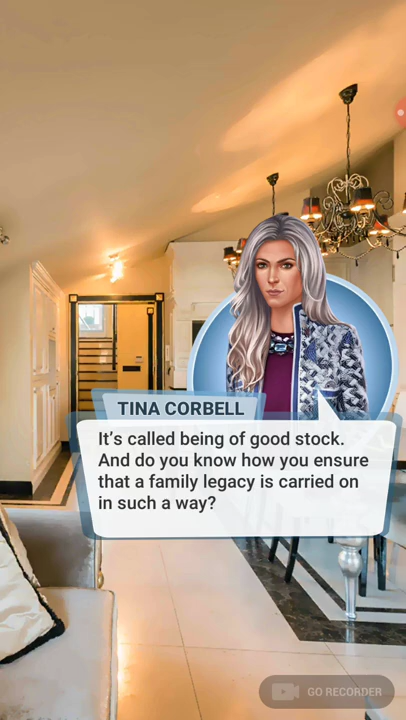 TINA CORBELL
It's called being of good stock.
And do you know how you ensure
that a family legacy is carried on
in such a way?
GO RECORDER